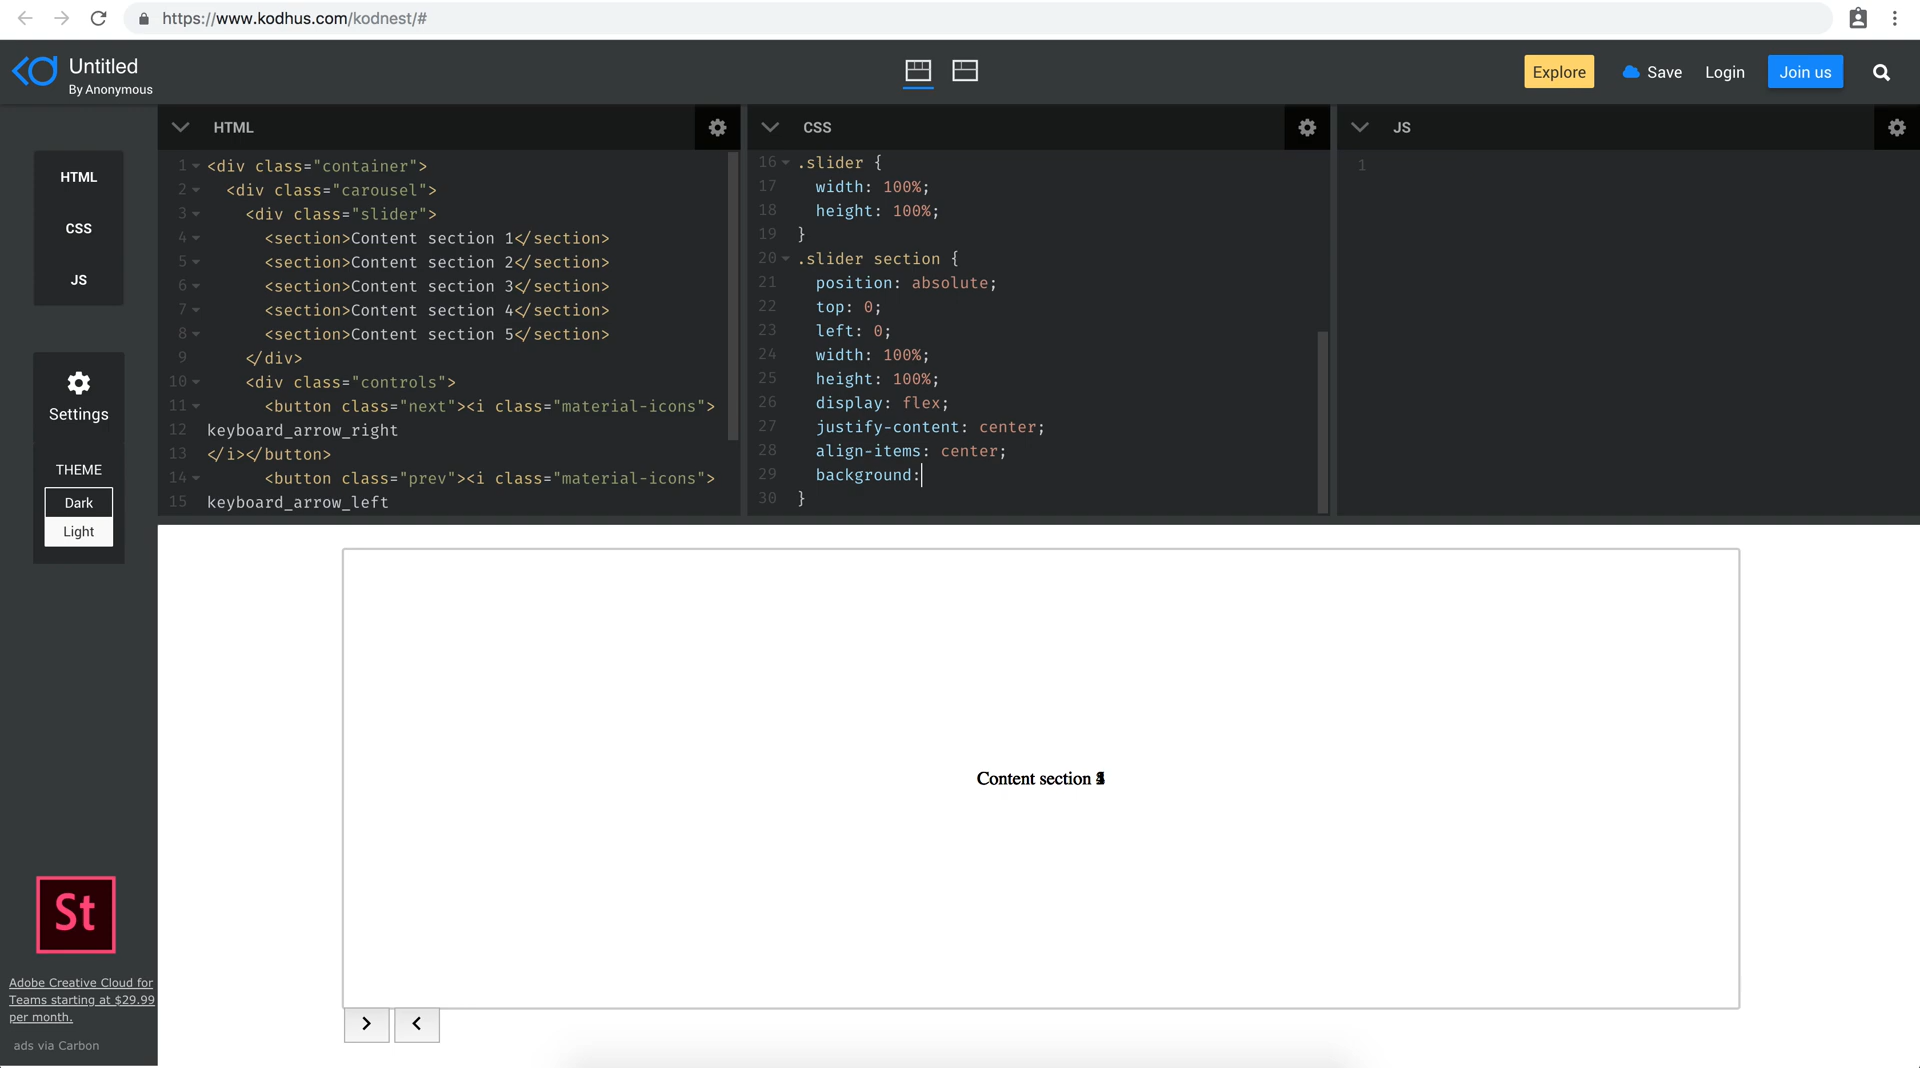 https://www.kodhus.com/kodnest/#
Untitled
By Anonymous
Explore
Save
Login
Join us
HTML
CSS
JS
Settings
THEME
Dark
Light
St
Adobe Creative Cloud for
Teams starting at $29.99
per month.
ads via Carbon
HTML
1 <div class="container">
2 <div class="carousel">
3 <div class="slider">
4 <section>Content section 1</section>
5 <section>Content section 2</section>
6 <section>Content section 3</section>
7 <section>Content section 4</section>
8 <section>Content section 5</section>
9 </div>
10 <div class="controls">
11 <button class="next"><i class="material-icons">
12 keyboard_arrow_right
13 </i></button>
14 <button class="prev"><i class="material-icons">
15 keyboard_arrow_left
CSS
16 .slider {
17 width: 100%;
18 height: 100%;
19 }
20 .slider section {
21 position: absolute;
22 top: 0;
23 left: 0;
24 width: 100%;
25 height: 100%;
26 display: flex;
27 justify-content: center;
28 align-items: center;
29 background:
30 }
JS
1
Content section